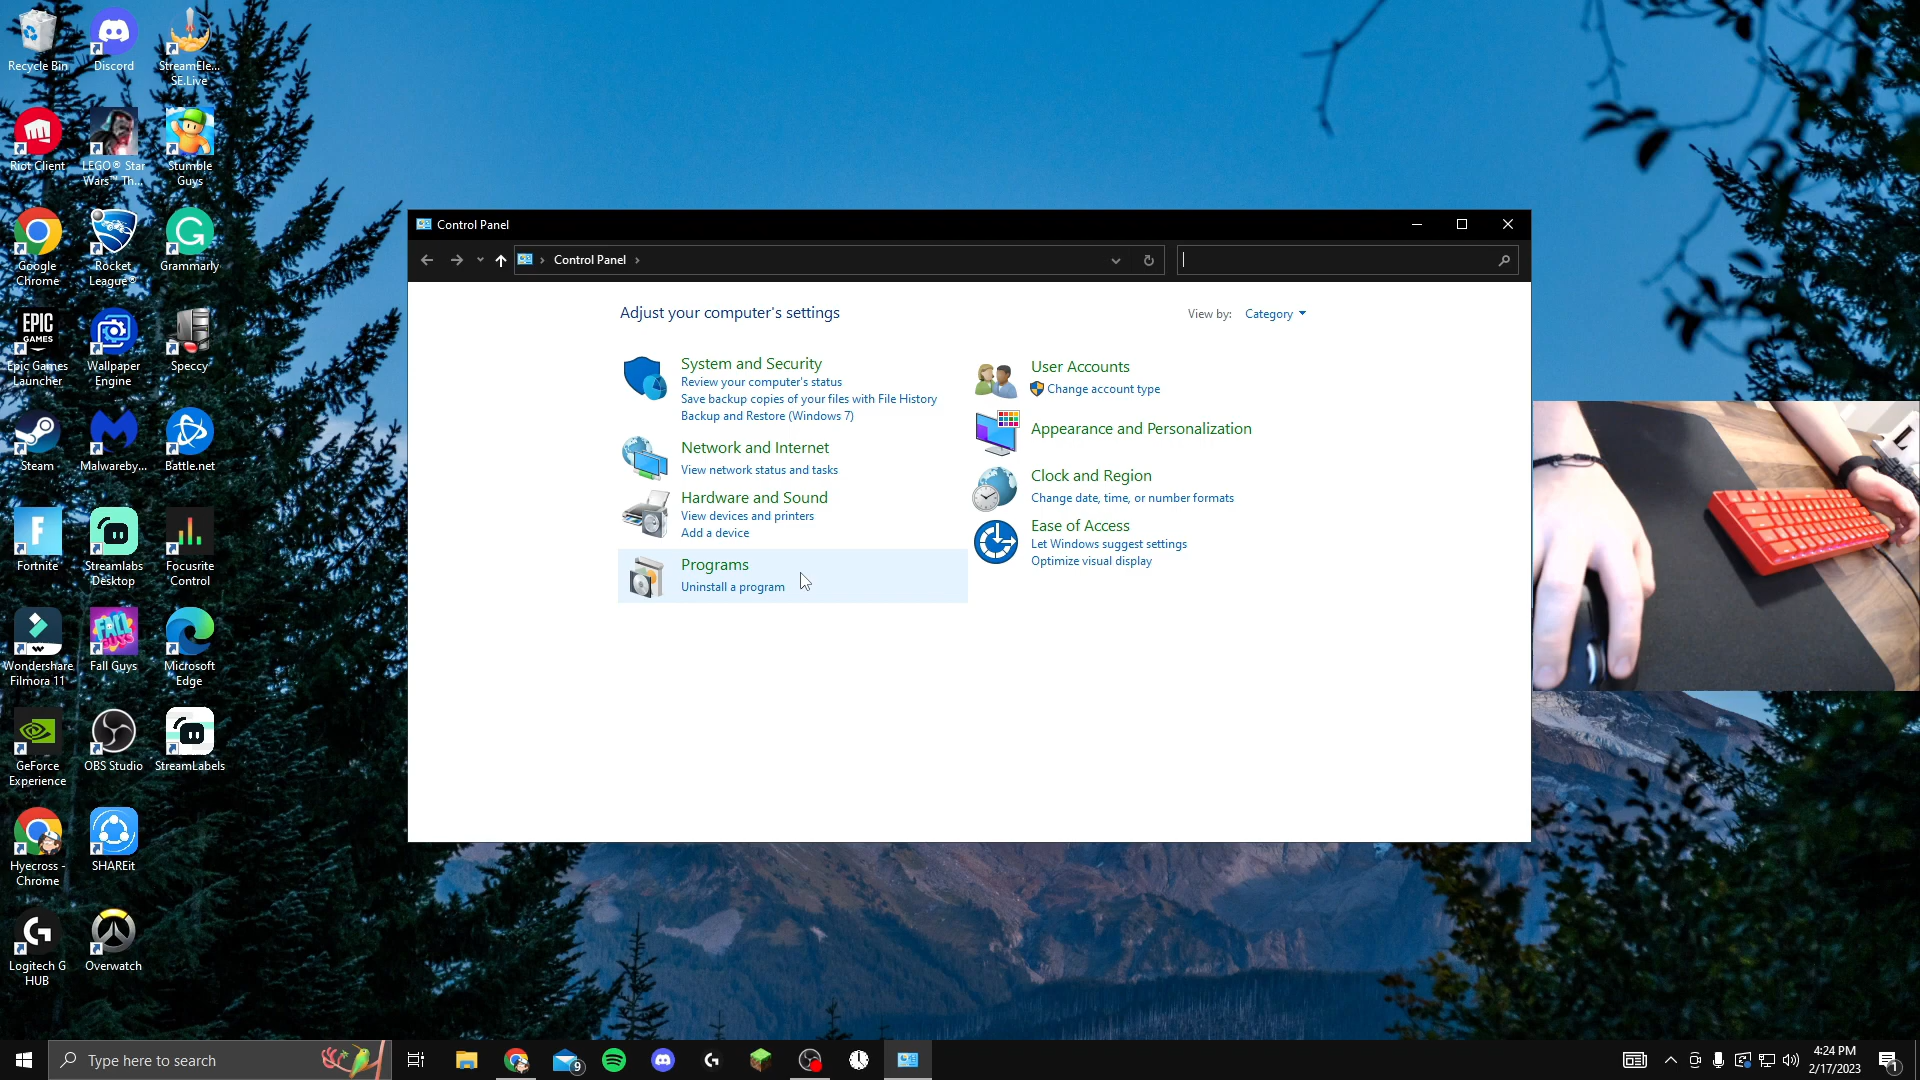 Recycle Bin
Discord
StreamEle...
SE.Live
Riot Client
LEGO® Star
Wars™ Th...
Stumble
Guys
Google
Chrome
Rocket
League®
Grammarly
EPIC
GAMES
Epic Games
Launcher
Wallpaper
Engine
Speccy
Steam
Malwareby...
Battle.net
Fortnite
Streamlabs
Desktop
Focusrite
Control
Wondershare
Filmora 11
FALL
GUYS
Fall Guys
Microsoft
Edge
GeForce
Experience
OBS Studio
StreamLabels
Hyecross -
Chrome
SHAREit
Logitech G
HUB
Overwatch
Control Panel
Control Panel
Adjust your computer's settings
View by: Category
System and Security
Review your computer's status
Save backup copies of your files with File History
Backup and Restore (Windows 7)
Network and Internet
View network status and tasks
Hardware and Sound
View devices and printers
Add a device
Programs
Uninstall a program
User Accounts
Change account type
Appearance and Personalization
Clock and Region
Change date, time, or number formats
Ease of Access
Let Windows suggest settings
Optimize visual display
Type here to search
9
4:24 PM
2/17/2023
1